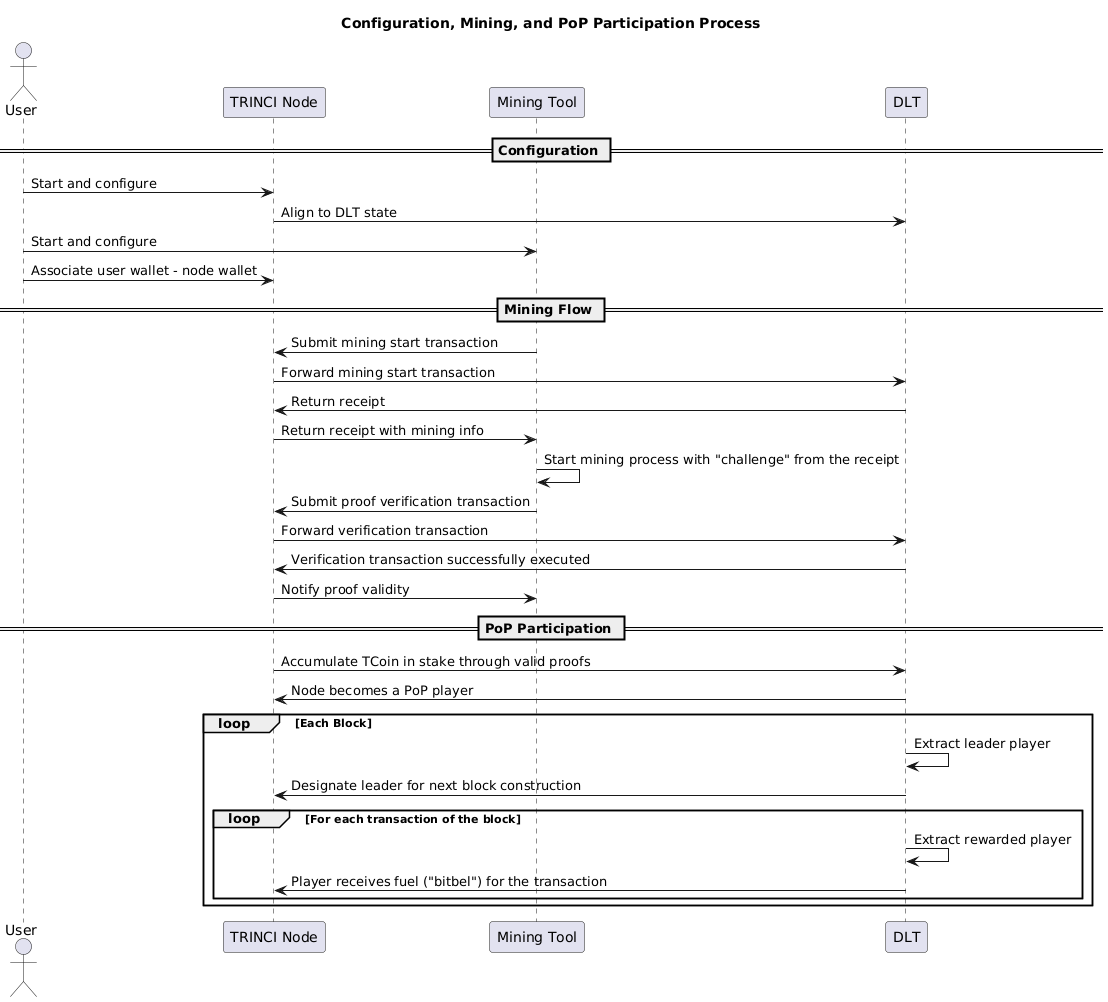 Configuration, Mining, and PoP Participation Process
User
TRINCI Node
Mining Tool
DLT
Configuration
Start and configure
Align to DLT state
Start and configure
Associate user wallet - node wallet
Mining Flow
Submit mining start transaction
Forward mining start transaction
Return receipt
Return receipt with mining info
Start mining process with "challenge" from the receipt
Submit proof verification transaction
Forward verification transaction
Verification transaction successfully executed
Notify proof validity
PoP Participation
Accumulate TCoin in stake through valid proofs
Node becomes a PoP player
loop [Each Block]
Extract leader player
Designate leader for next block construction
loop [For each transaction of the block]
Extract rewarded player
Player receives fuel ("bitbel") for the transaction
User
TRINCI Node
Mining Tool
DLT